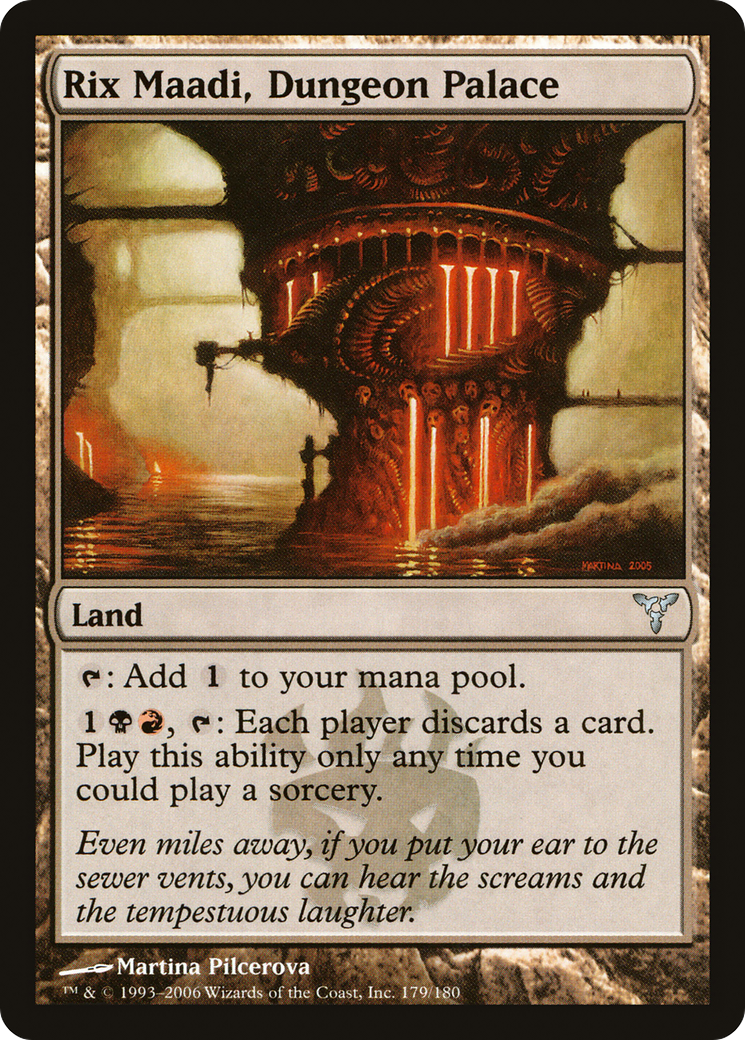 Rix Maadi, Dungeon Palace
MARTINA 2005
Land
: Add 1 to your mana pool.
1, : Each player discards a card.
Play this ability only any time you
could play a sorcery.
Even miles away, if you put your ear to the
sewer vents, you can hear the screams and
the tempestuous laughter.
Martina Pilcerova
™ & © 1993–2006 Wizards of the Coast, Inc. 179/180